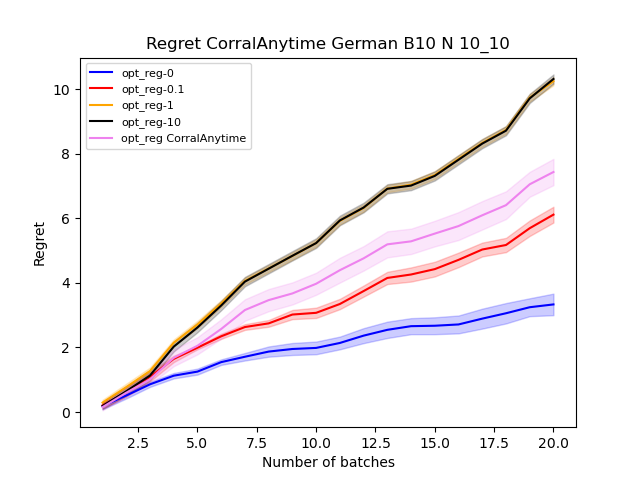 Regret CorralAnytime German B10 N 10_10
opt_reg-0
opt_reg-0.1
opt_reg-1
opt_reg-10
opt_reg CorralAnytime
Regret
10
8
6
4
2
0
2.5 5.0 7.5 10.0 12.5 15.0 17.5 20.0
Number of batches